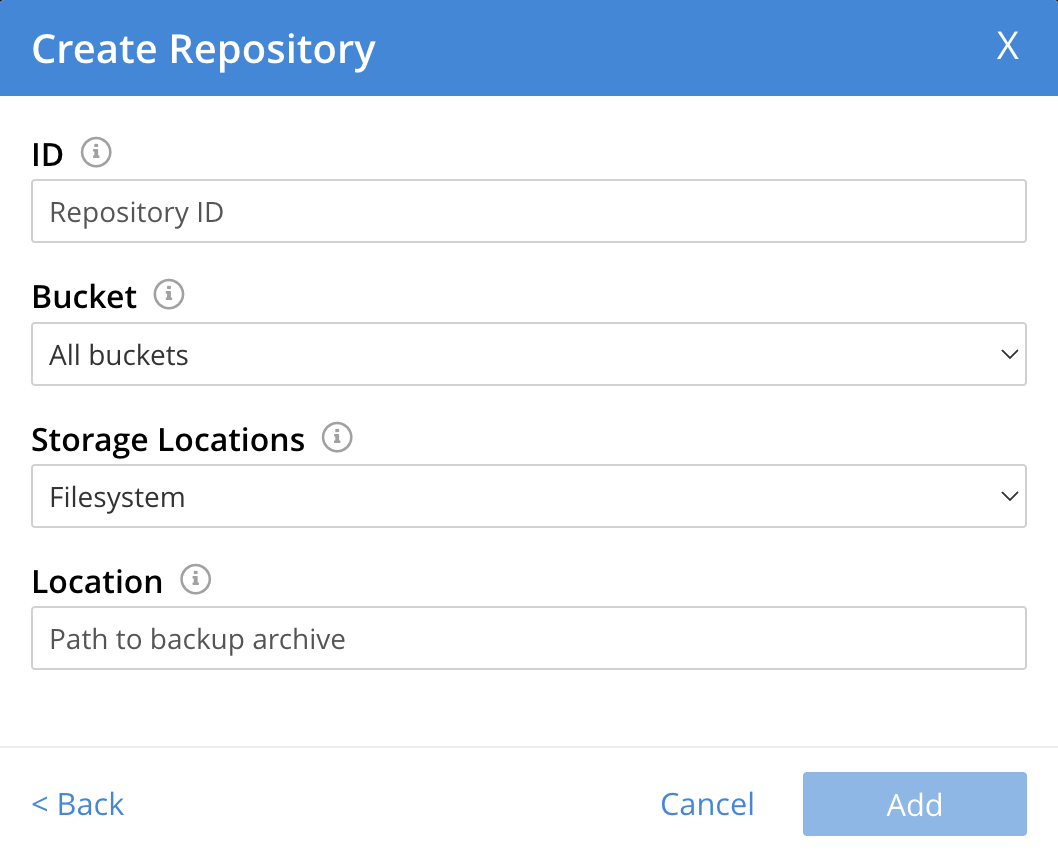 Create Repository X
ID
Repository ID
Bucket
All buckets
Storage Locations
Filesystem
Location
Path to backup archive
< Back Cancel Add